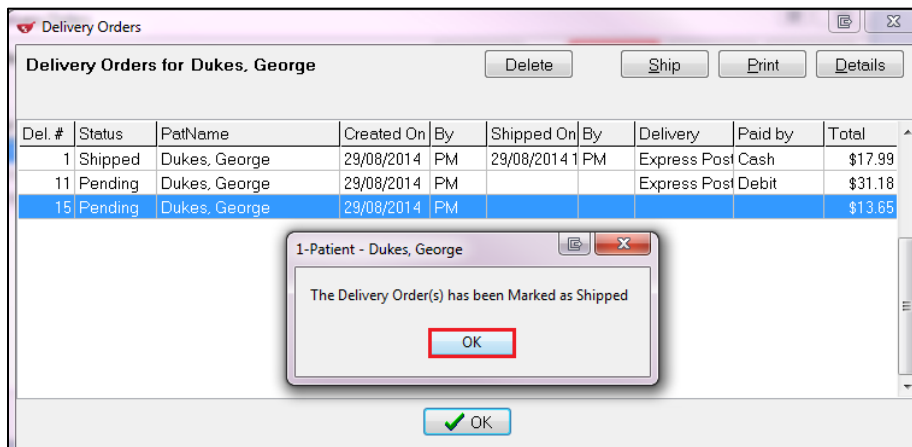 Delivery Orders
Delivery Orders for Dukes, George Delete Ship Print Details
Del. # Status PatName Created On By Shipped On By Delivery Paid by Total
1 Shipped Dukes, George 29/08/2014 PM 29/08/2014 1 PM Express Post Cash $17.99
11 Pending Dukes, George 29/08/2014 PM Express Post Debit $31.18
15 Pending Dukes, George 29/08/2014 PM $13.65
1-Patient - Dukes, George
The Delivery Order(s) has been Marked as Shipped
OK
OK